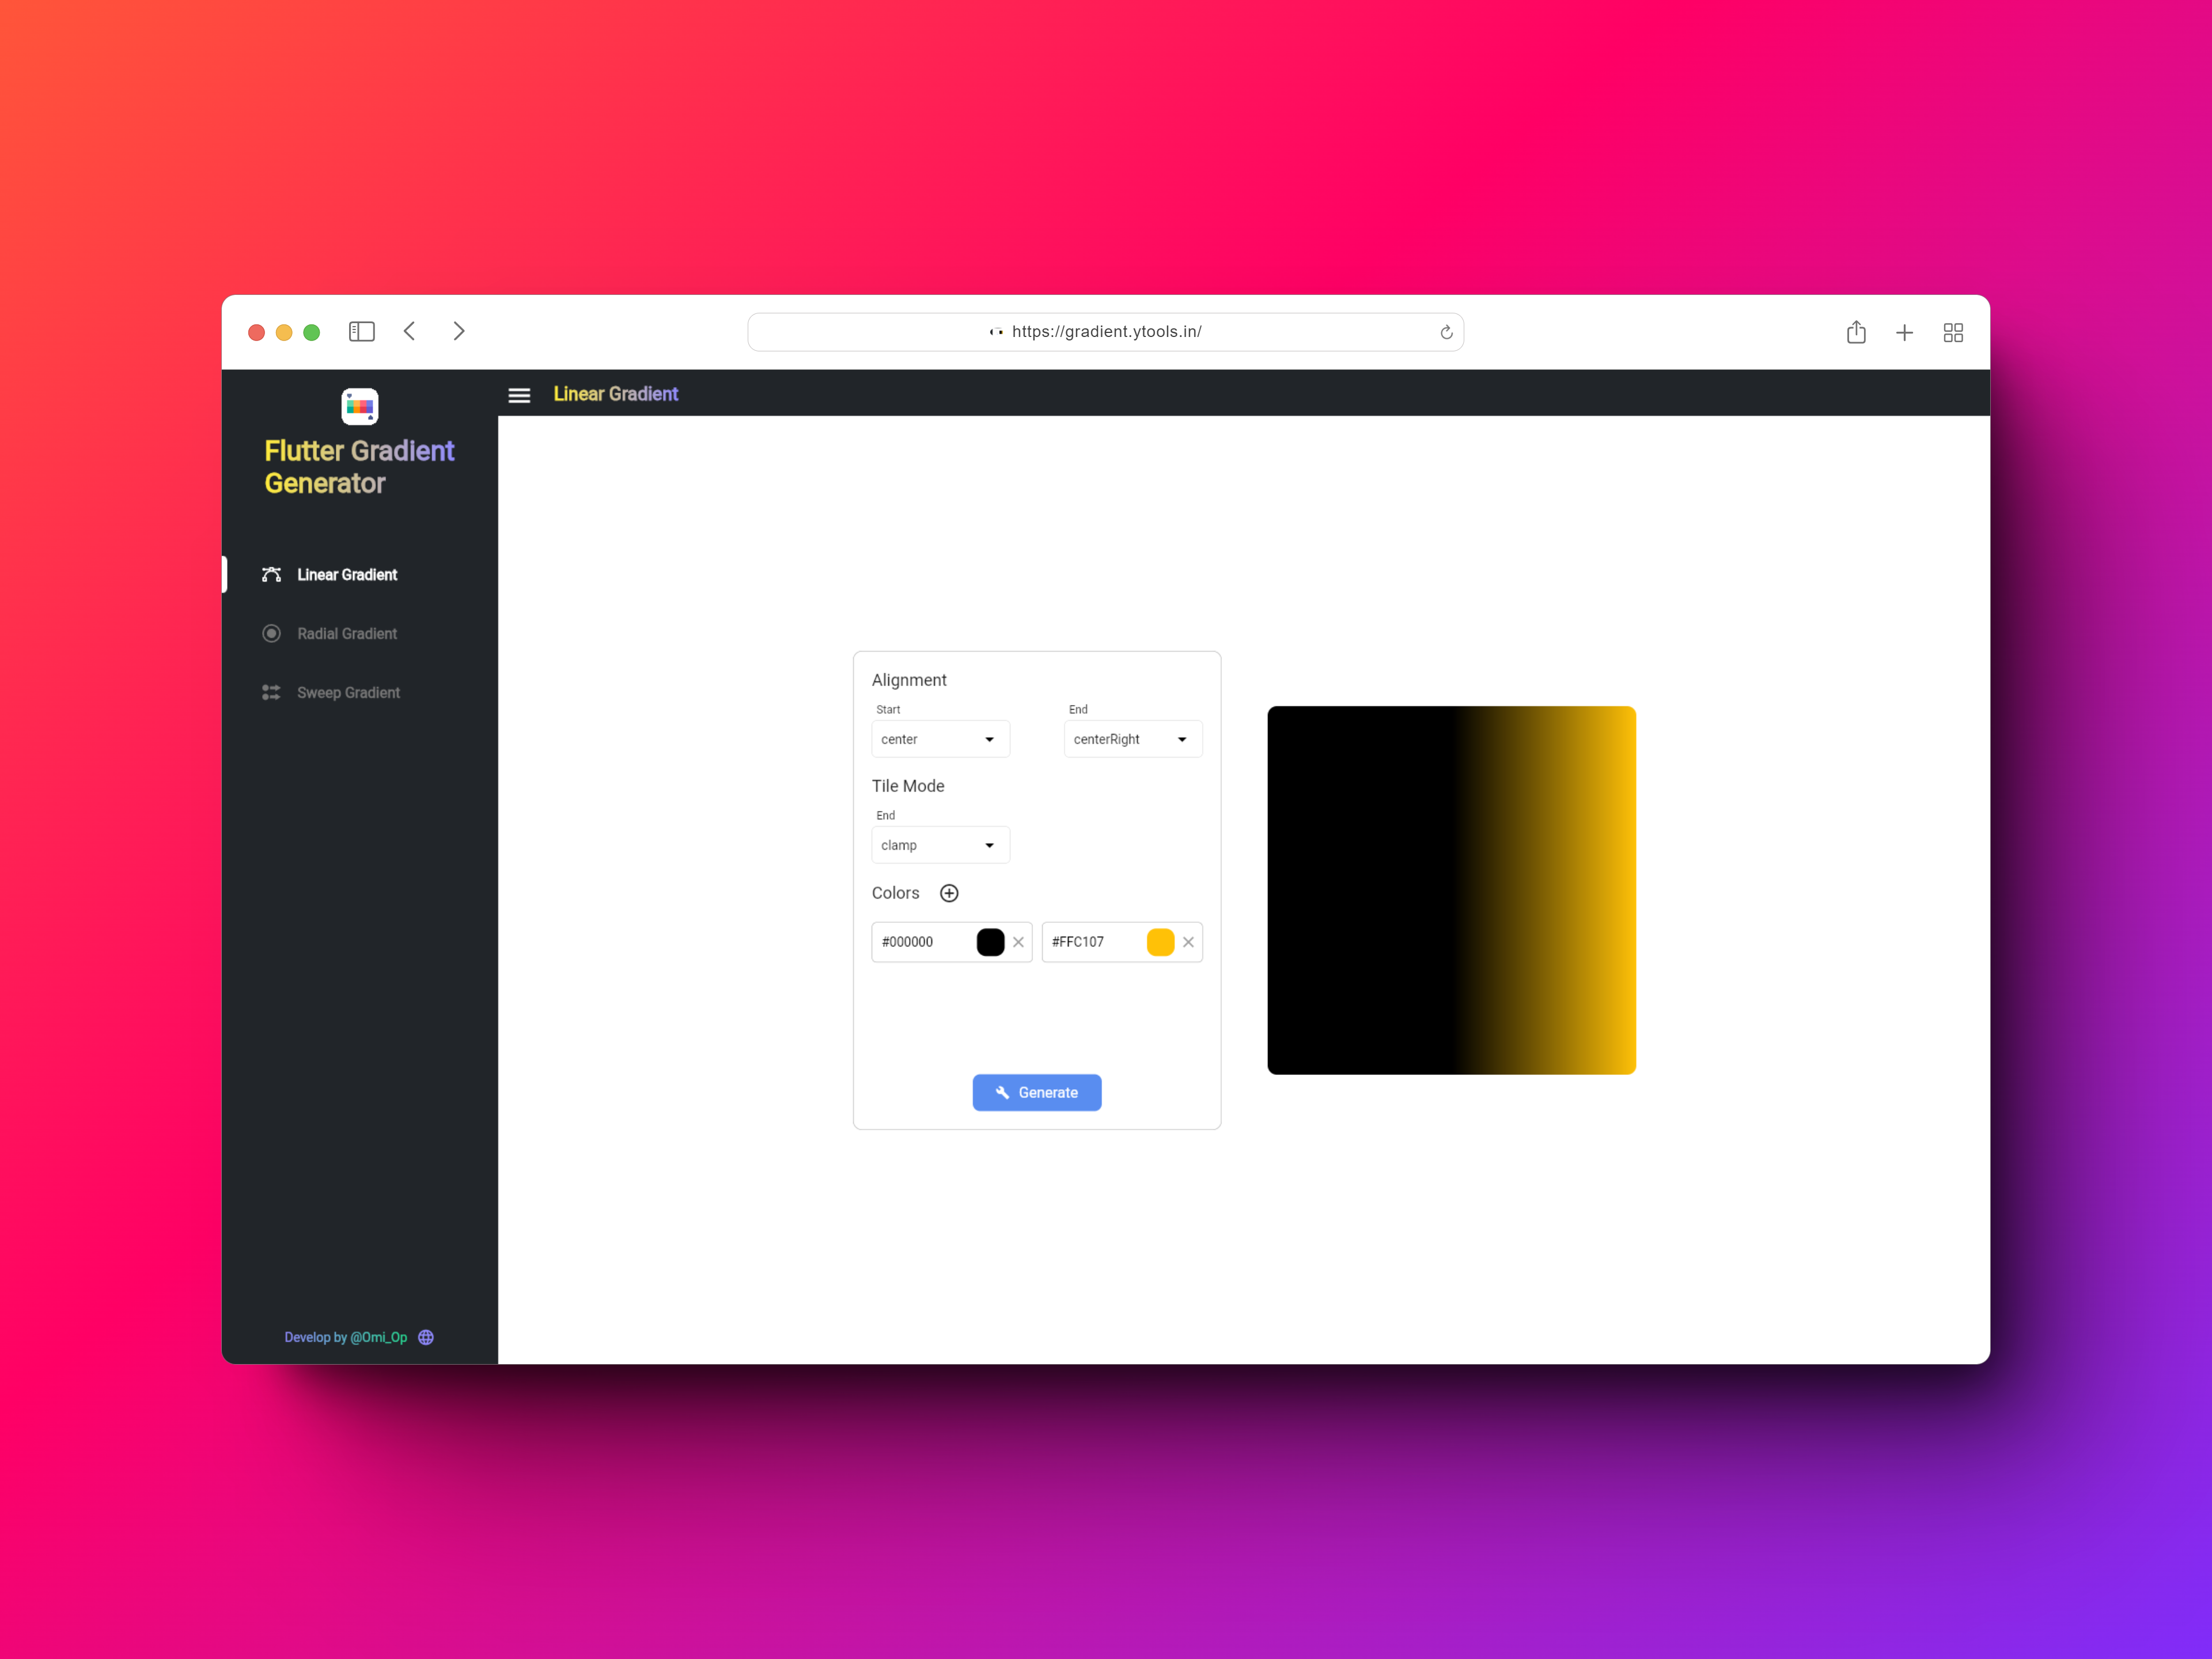 https://gradient.ytools.in/
Linear Gradient
Flutter Gradient
Generator
Linear Gradient
Radial Gradient
Sweep Gradient
Develop by @Omi_Op
Alignment
Start
End
center
centerRight
Tile Mode
End
clamp
Colors
#000000
#FFC107
Generate